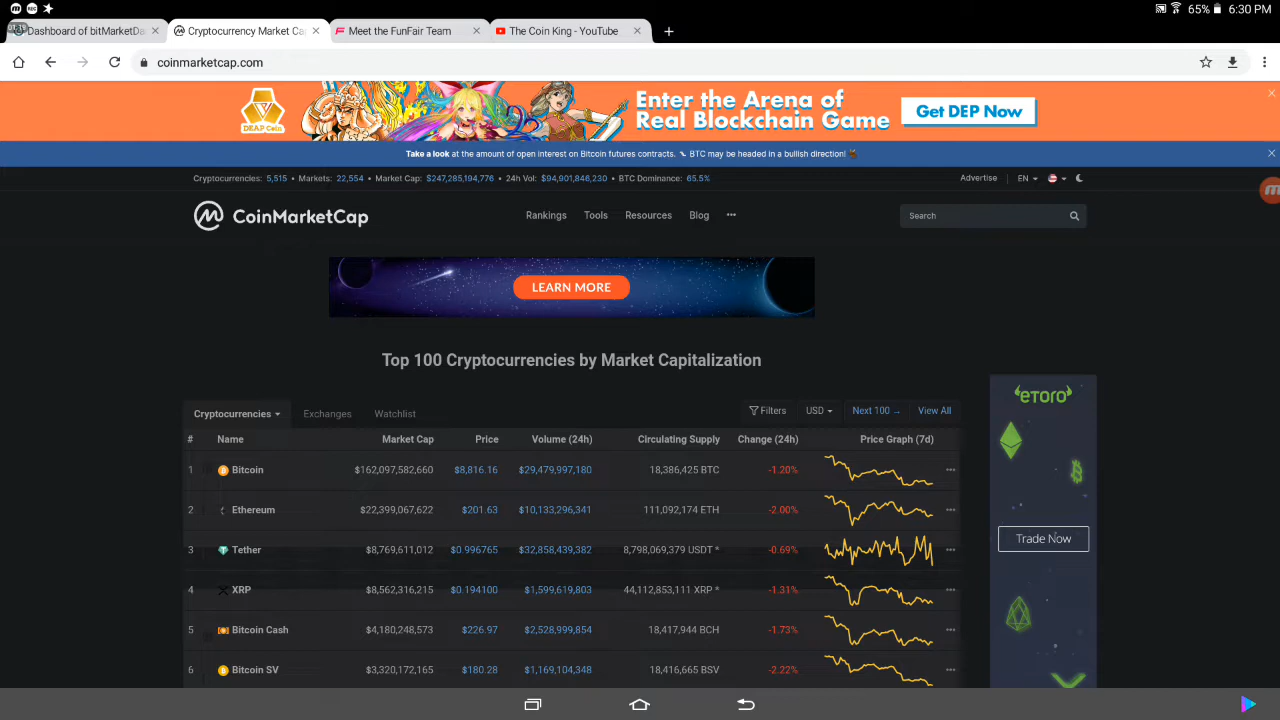 REC 65% 6:30 PM
01:19 Dashboard of bitMarketDa Cryptocurrency Market Ca Meet the FunFair Team The Coin King - YouTube
coinmarketcap.com
DEAP Coin
Enter the Arena of
Real Blockchain Game
Get DEP Now
Take a look at the amount of open interest on Bitcoin futures contracts. BTC may be headed in a bullish direction!
Cryptocurrencies: 5,515 • Markets: 22,554 • Market Cap: $247,285,194,776 • 24h Vol: $94,901,846,230 • BTC Dominance: 65.5% Advertise EN
CoinMarketCap Rankings Tools Resources Blog Search
LEARN MORE
Top 100 Cryptocurrencies by Market Capitalization
Cryptocurrencies Exchanges Watchlist Filters USD Next 100 → View All
# Name Market Cap Price Volume (24h) Circulating Supply Change (24h) Price Graph (7d)
1 Bitcoin $162,097,582,660 $8,816.16 $29,479,997,180 18,386,425 BTC -1.20%
2 Ethereum $22,399,067,622 $201.63 $10,133,296,341 111,092,174 ETH -2.00%
3 Tether $8,769,611,012 $0.996765 $32,858,439,382 8,798,069,379 USDT * -0.69%
4 XRP $8,562,316,215 $0.194100 $1,599,619,803 44,112,853,111 XRP * -1.31%
5 Bitcoin Cash $4,180,248,573 $226.97 $2,528,999,854 18,417,944 BCH -1.73%
6 Bitcoin SV $3,320,172,165 $180.28 $1,169,104,348 18,416,665 BSV -2.22%
eToro
Trade Now